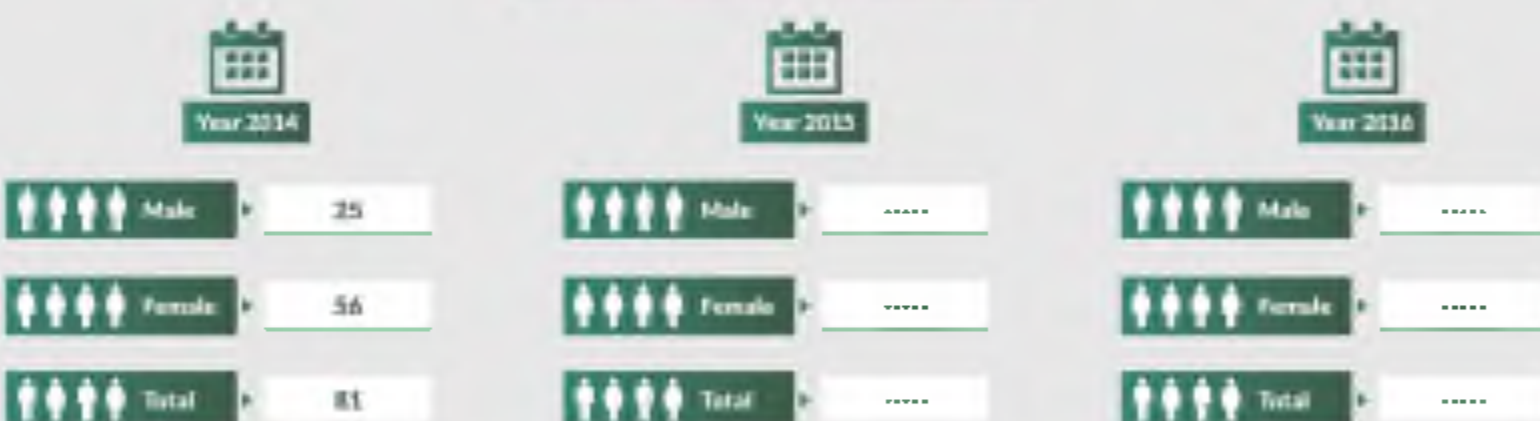 Year 2014
Year 2015
Year 2016
Male 25
Male -----
Male -----
Female 56
Female -----
Female -----
Total 81
Total -----
Total -----